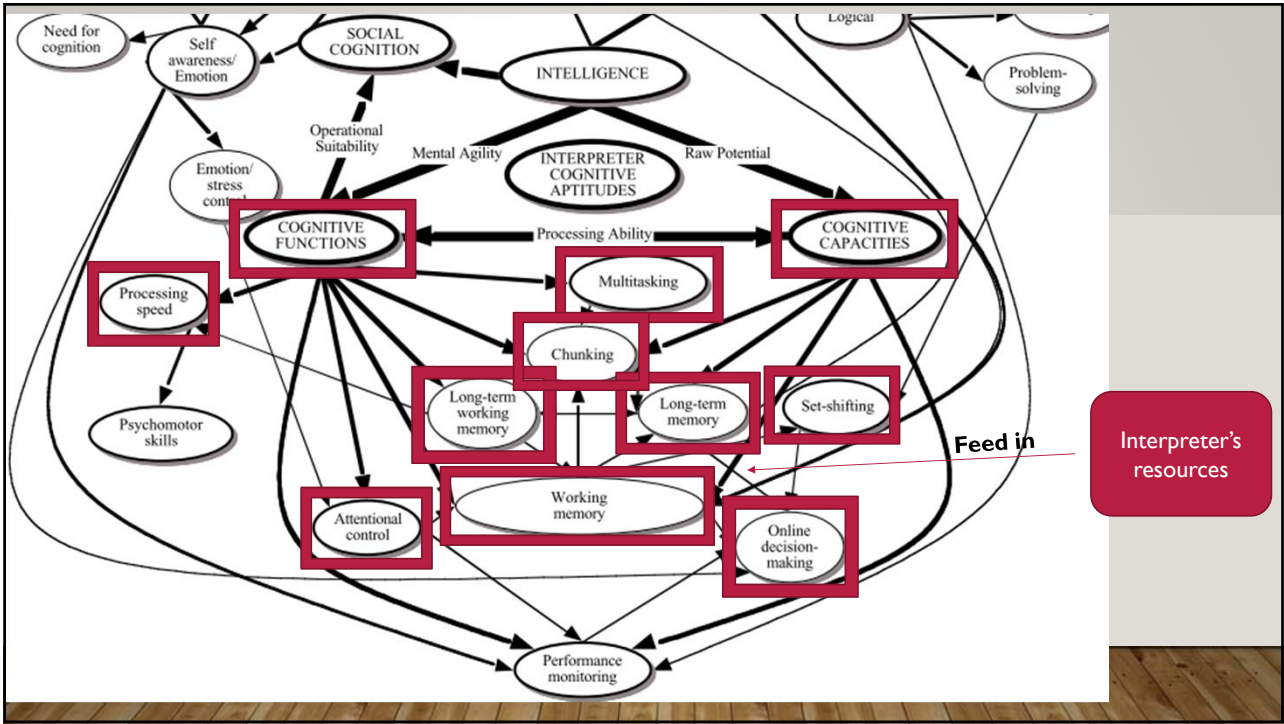 Logical
Need for
cognition
Self
awareness/
Emotion
SOCIAL
COGNITION
INTELLIGENCE
Problem-
solving
Operational
Suitability
Mental Agility
Raw Potential
INTERPRETER
COGNITIVE
APTITUDES
Emotion/
stress
control
COGNITIVE
FUNCTIONS
Processing Ability
COGNITIVE
CAPACITIES
Multitasking
Processing
speed
Chunking
Long-term
working
memory
Long-term
memory
Set-shifting
Psychomotor
skills
Feed in
Interpreter’s
resources
Working
memory
Attentional
control
Online
decision-
making
Performance
monitoring